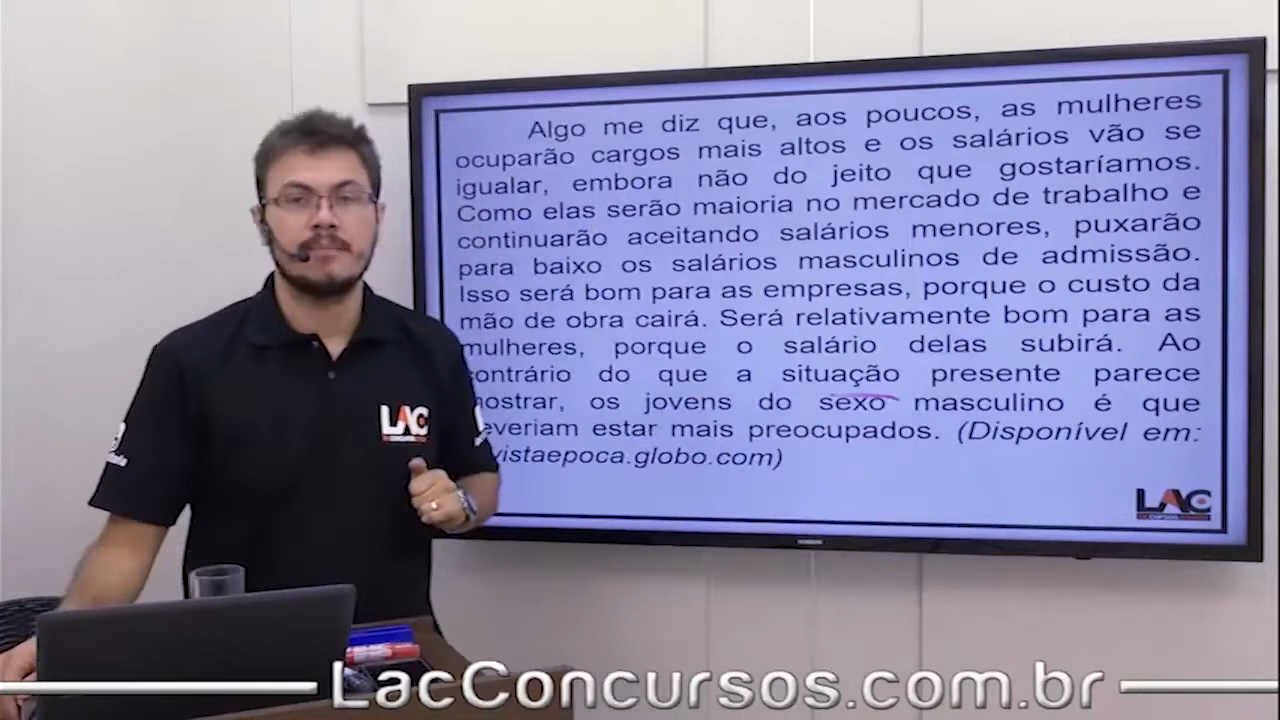 Algo me diz que, aos poucos, as mulheres
ocuparão cargos mais altos e os salários vão se
igualar, embora não do jeito que gostaríamos.
Como elas serão maioria no mercado de trabalho e
continuarão aceitando salários menores, puxarão
para baixo os salários masculinos de admissão.
Isso será bom para as empresas, porque o custo da
mão de obra cairá. Será relativamente bom para as
mulheres, porque o salário delas subirá. Ao
contrário do que a situação presente parece
mostrar, os jovens do sexo masculino é que
everiam estar mais preocupados. (Disponível em:
vistaepoca.globo.com)
LAC
LAC
LacConcursos.com.br